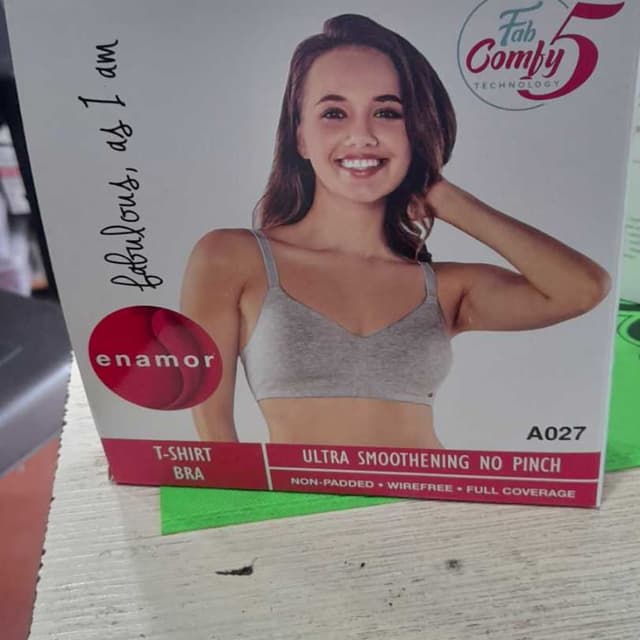 Fab
Comfy 5
TECHNOLOGY
fabulous, as I am
enamor
A027
T-SHIRT
BRA
ULTRA SMOOTHENING NO PINCH
NON-PADDED • WIREFREE • FULL COVERAGE